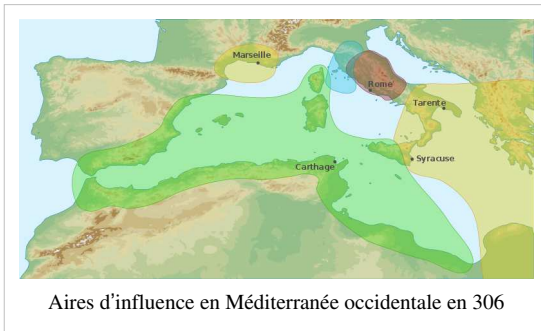 Marseille
Rome
Tarente
Carthage
Syracuse
Aires d'influence en Méditerranée occidentale en 306